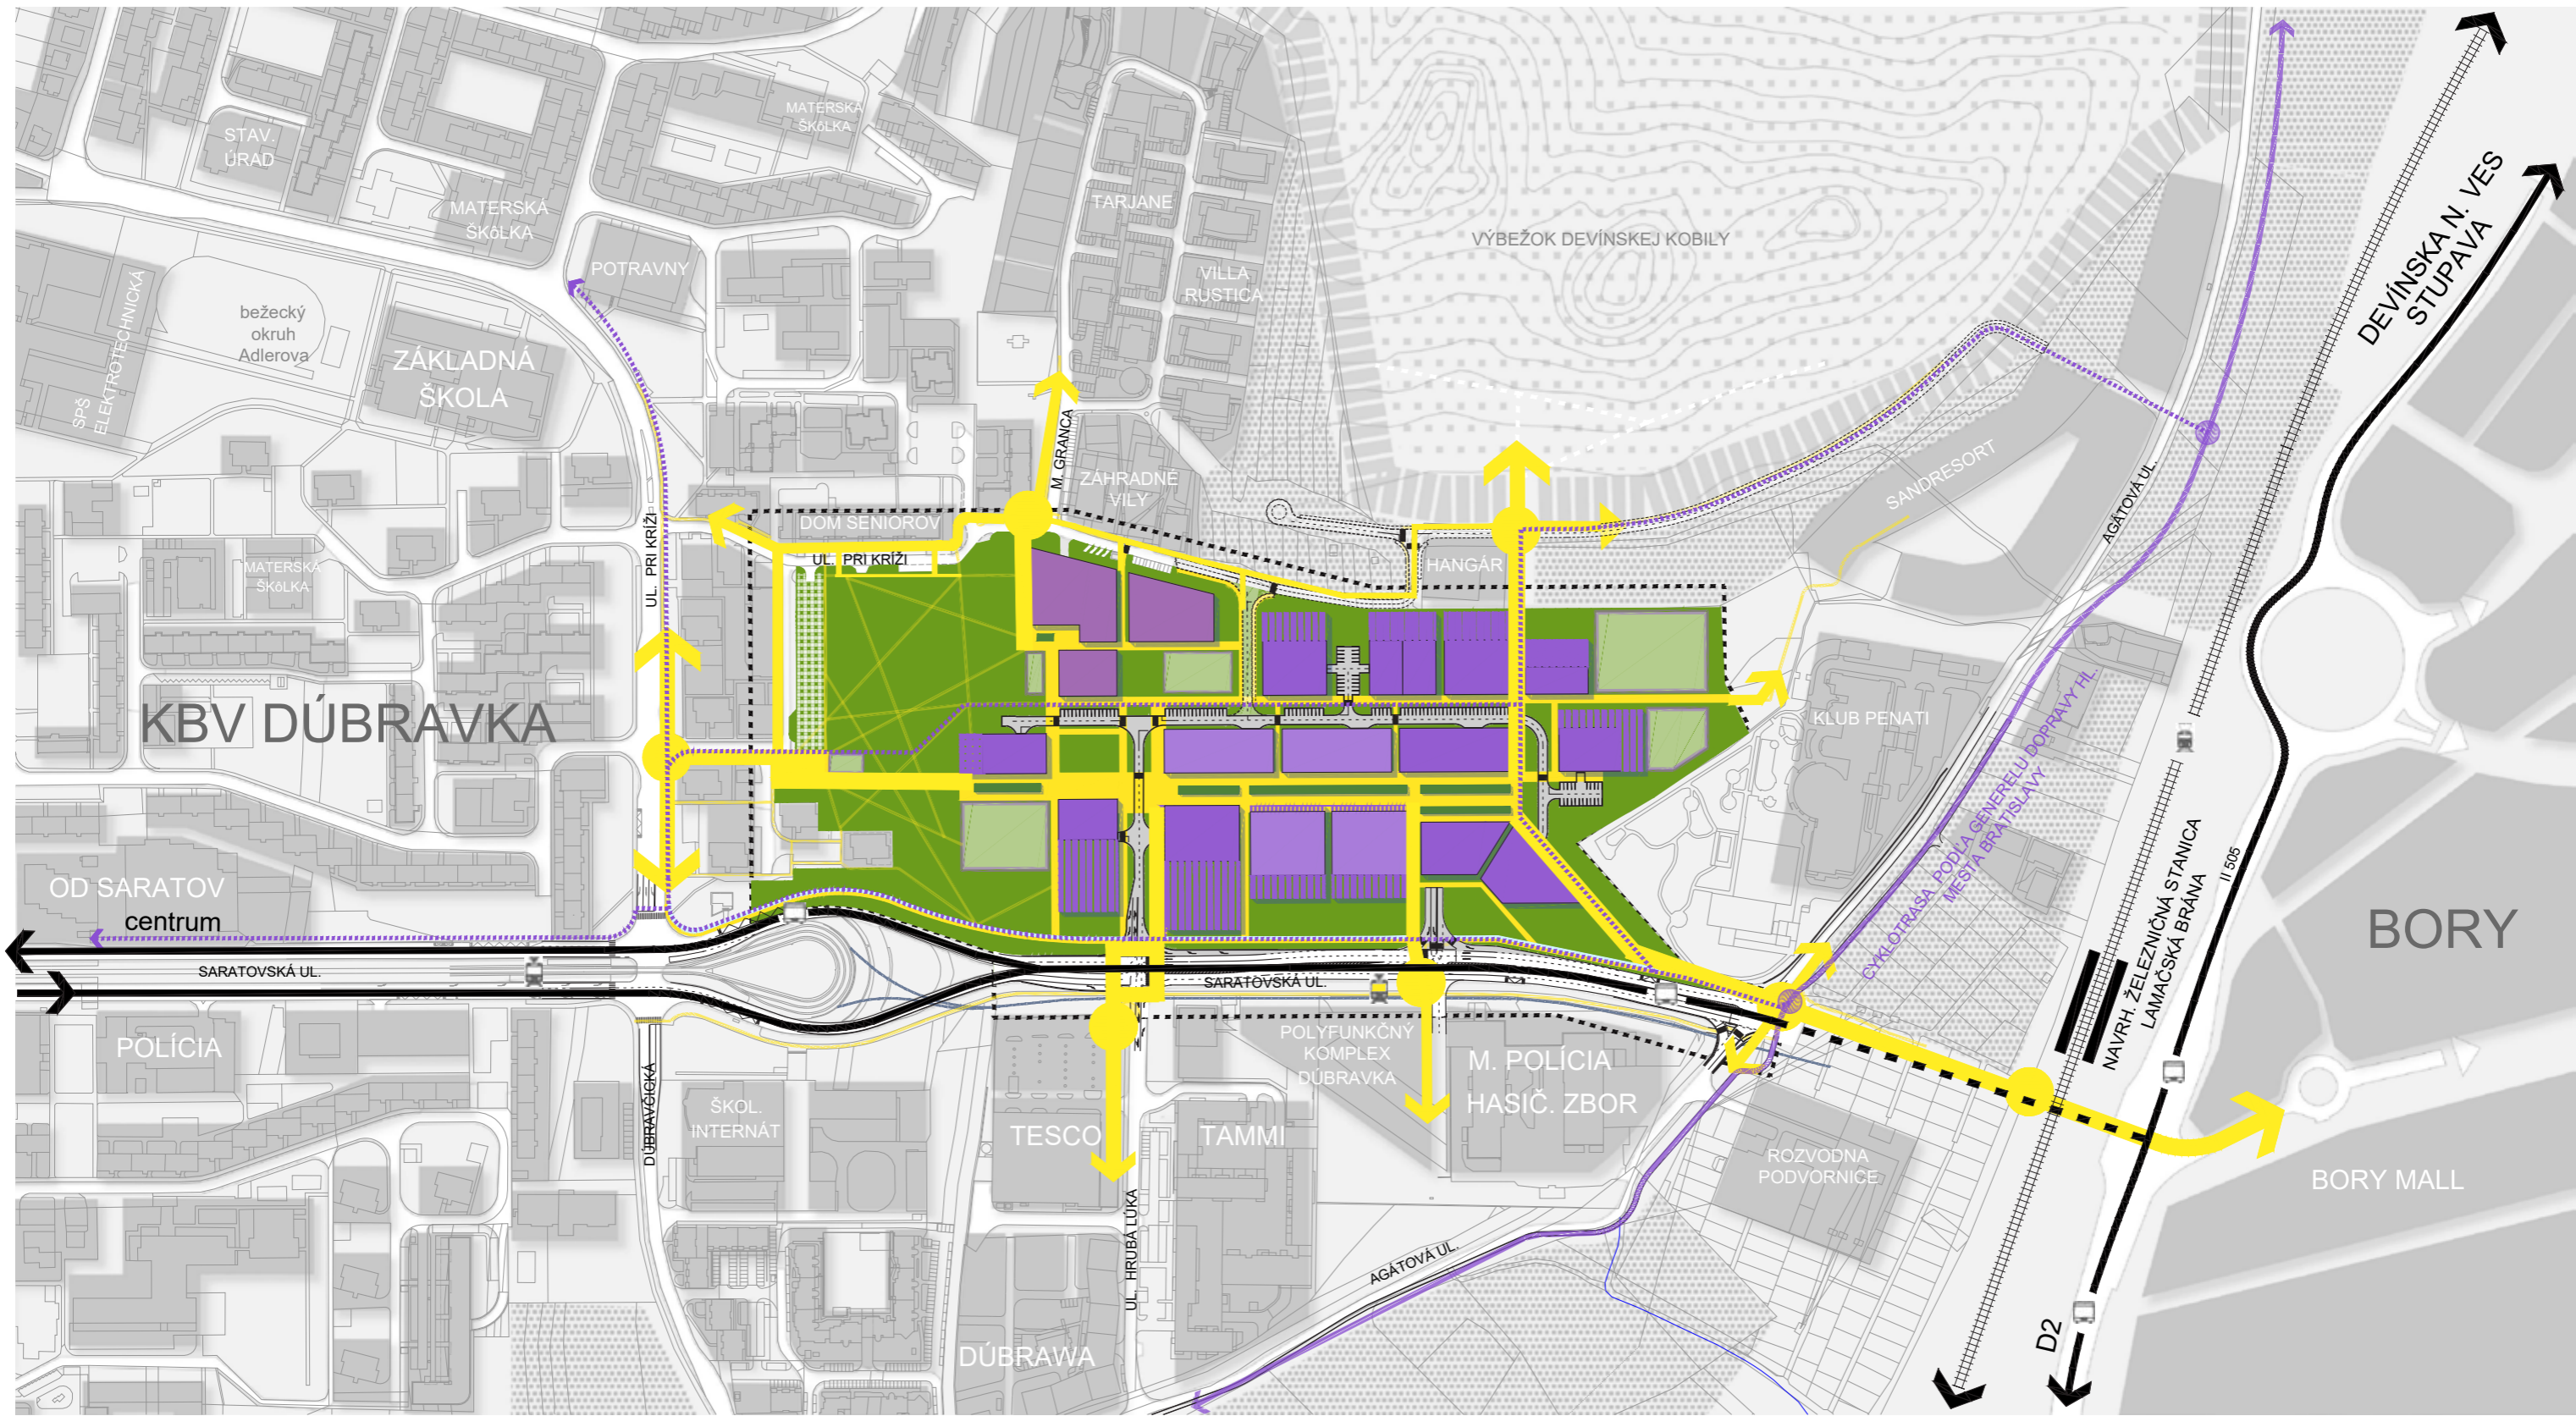 STAV.
ÚRAD
MATERSKÁ
ŠKôLKA
MATERSKÁ
ŠKôLKA
TARJANE
VILLA
RUSTICA
POTRAVNY
VÝBEŽOK DEVÍNSKEJ KOBILY
DEVÍNSKA N. VES
STUPAVA
bežecký
okruh
Adlerova
SPŠ
ELEKTROTECHNICKÁ
ZÁKLADNÁ
ŠKOLA
M. GRANCA
ZÁHRADNÉ
VILY
DOM SENIOROV
UL. PRI KRÍŽI
UL. PRI KRÍŽI
HANGÁR
SANDRESORT
AGÁTOVÁ UL.
MATERSKÁ
ŠKôLKA
KBV DÚBRAVKA
KLUB PENATI
CYKLOTRASA PODĽA GENERELU DOPRAVY HL.
MESTA BRATISLAVY
NAVRH. ŽELEZNIČNÁ STANICA
LAMAČSKÁ BRÁNA
II 505
BORY
OD SARATOV
centrum
SARATOVSKÁ UL.
SARATOVSKÁ UL.
POLÍCIA
DÚBRAVČICKÁ
ŠKOL.
INTERNÁT
TESCO
TAMMI
POLYFUNKČNÝ
KOMPLEX
DÚBRAVKA
M. POLÍCIA
HASIČ. ZBOR
ROZVODNA
PODVORNICE
BORY MALL
UL. HRUBÁ LÚKA
AGÁTOVÁ UL.
DÚBRAWA
D2